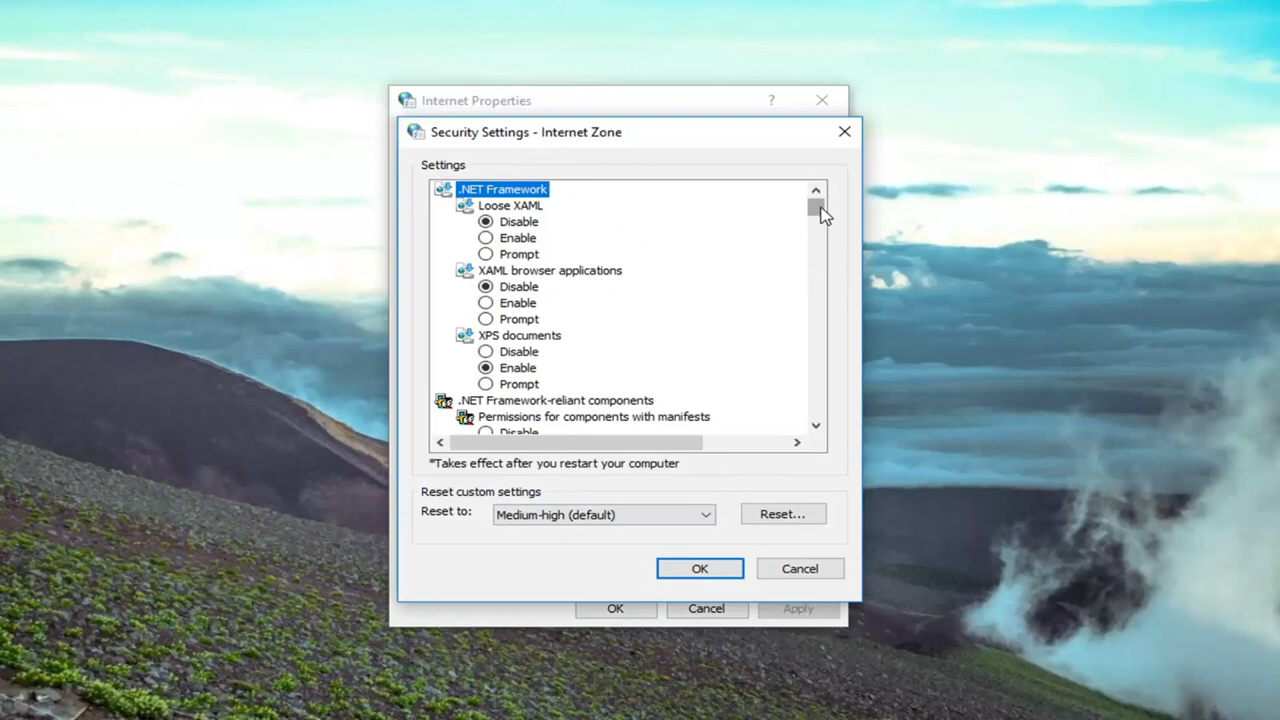 Internet Properties
?
Security Settings - Internet Zone
Settings
.NET Framework
Loose XAML
Disable
Enable
Prompt
XAML browser applications
Disable
Enable
Prompt
XPS documents
Disable
Enable
Prompt
.NET Framework-reliant components
Permissions for components with manifests
Disable
*Takes effect after you restart your computer
Reset custom settings
Reset to: Medium-high (default) Reset...
OK Cancel
OK Cancel Apply